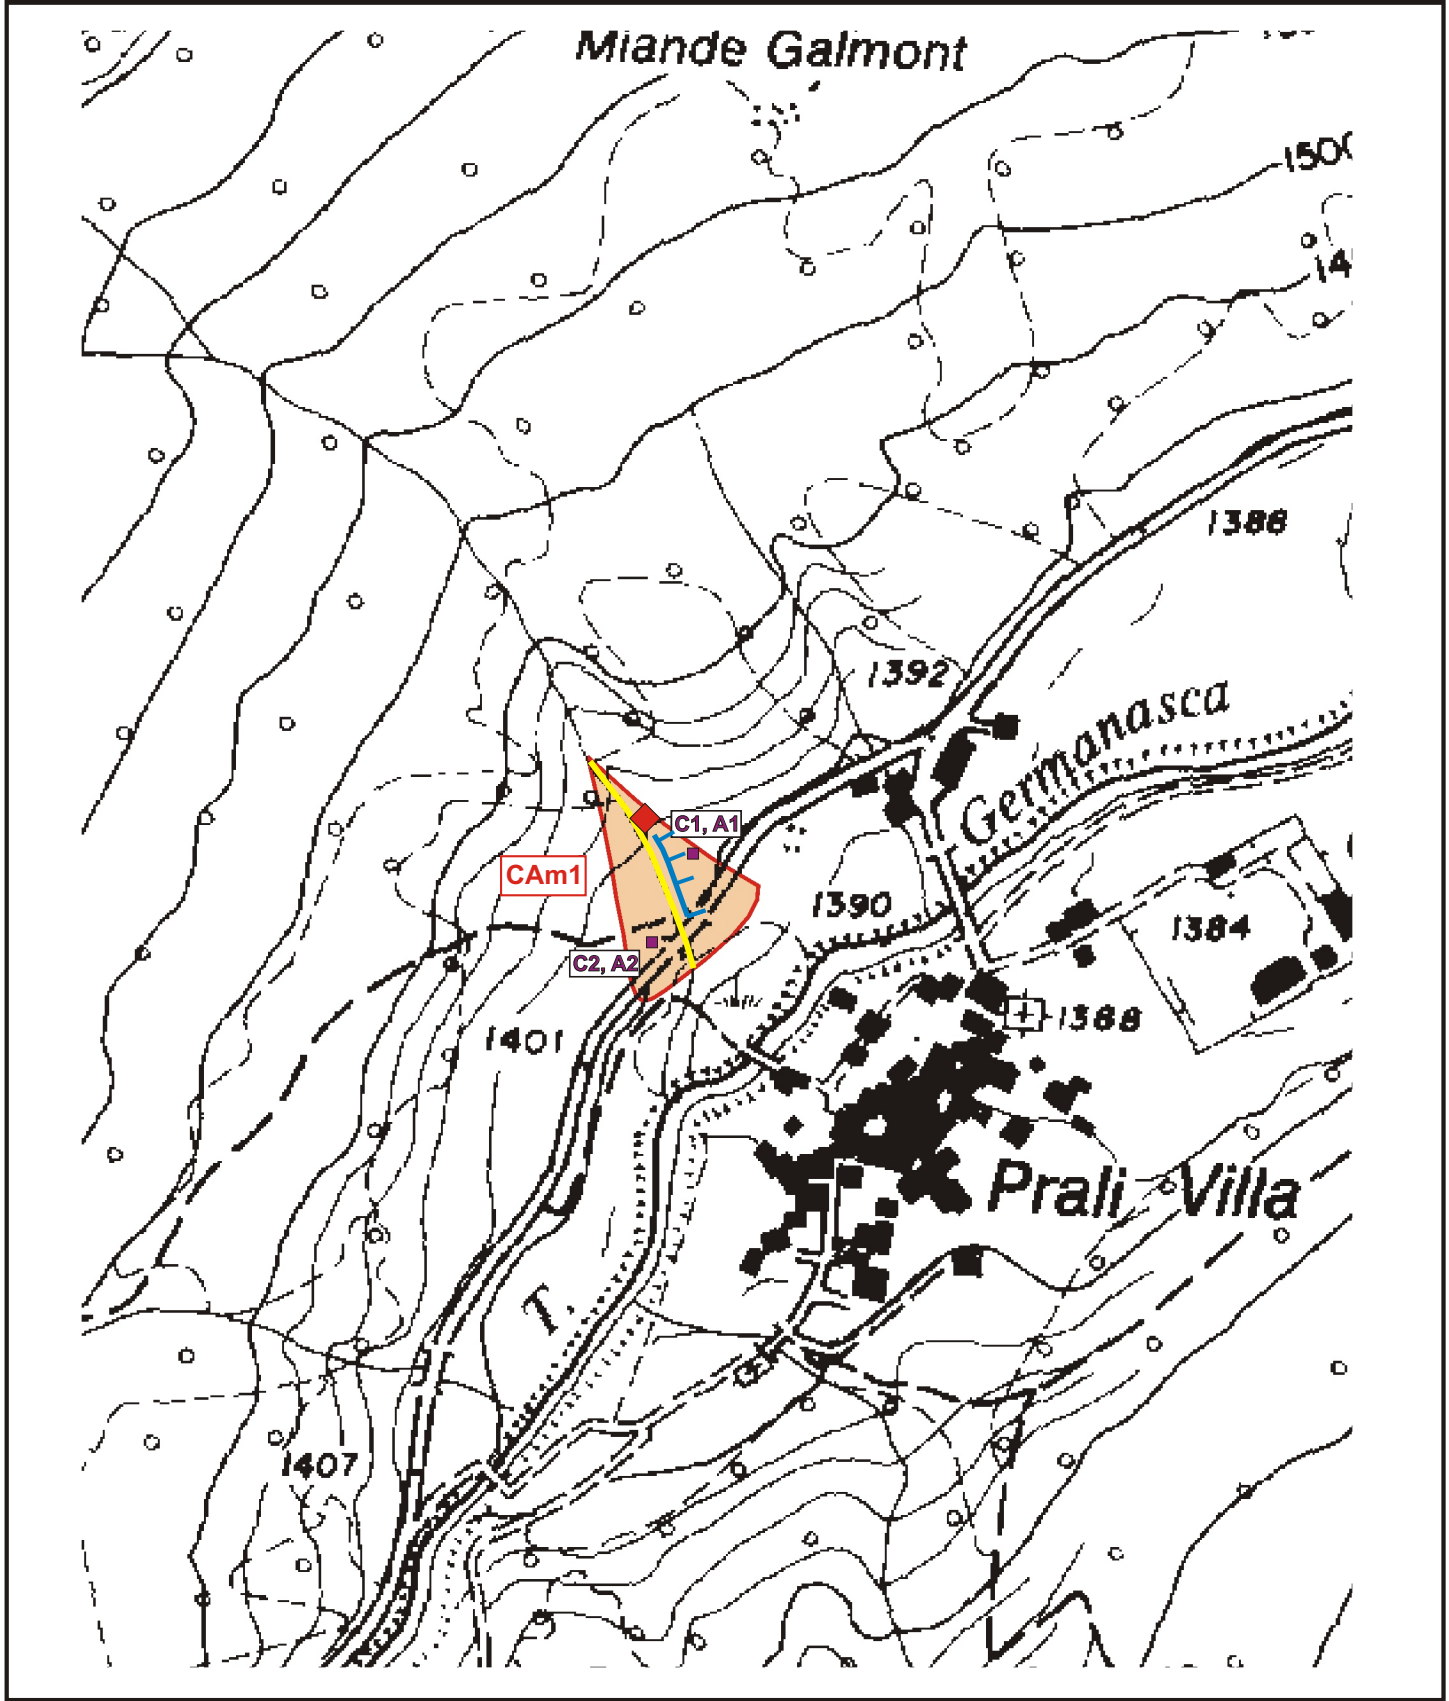 Miande Galmont
1500
14
1388
1392
Germanasca
C1, A1
CAm1
1390
1384
C2, A2
1388
1401
Prali Villa
T.
1407